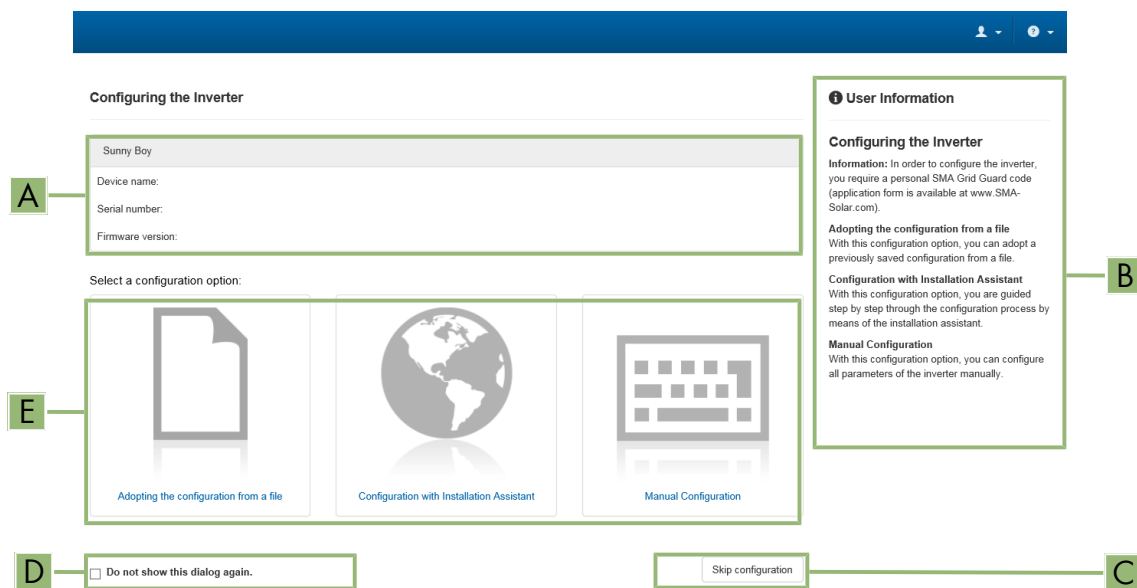 Configuring the Inverter
Sunny Boy
Device name:
Serial number:
Firmware version:
A
Select a configuration option:
Adopting the configuration from a file
Configuration with Installation Assistant
Manual Configuration
E
Do not show this dialog again.
D
Skip configuration
C
User Information
Configuring the Inverter
Information: In order to configure the inverter,
you require a personal SMA Grid Guard code
(application form is available at www.SMA-
Solar.com).
Adopting the configuration from a file
With this configuration option, you can adopt a
previously saved configuration from a file.
Configuration with Installation Assistant
With this configuration option, you are guided
step by step through the configuration process by
means of the installation assistant.
Manual Configuration
With this configuration option, you can configure
all parameters of the inverter manually.
B